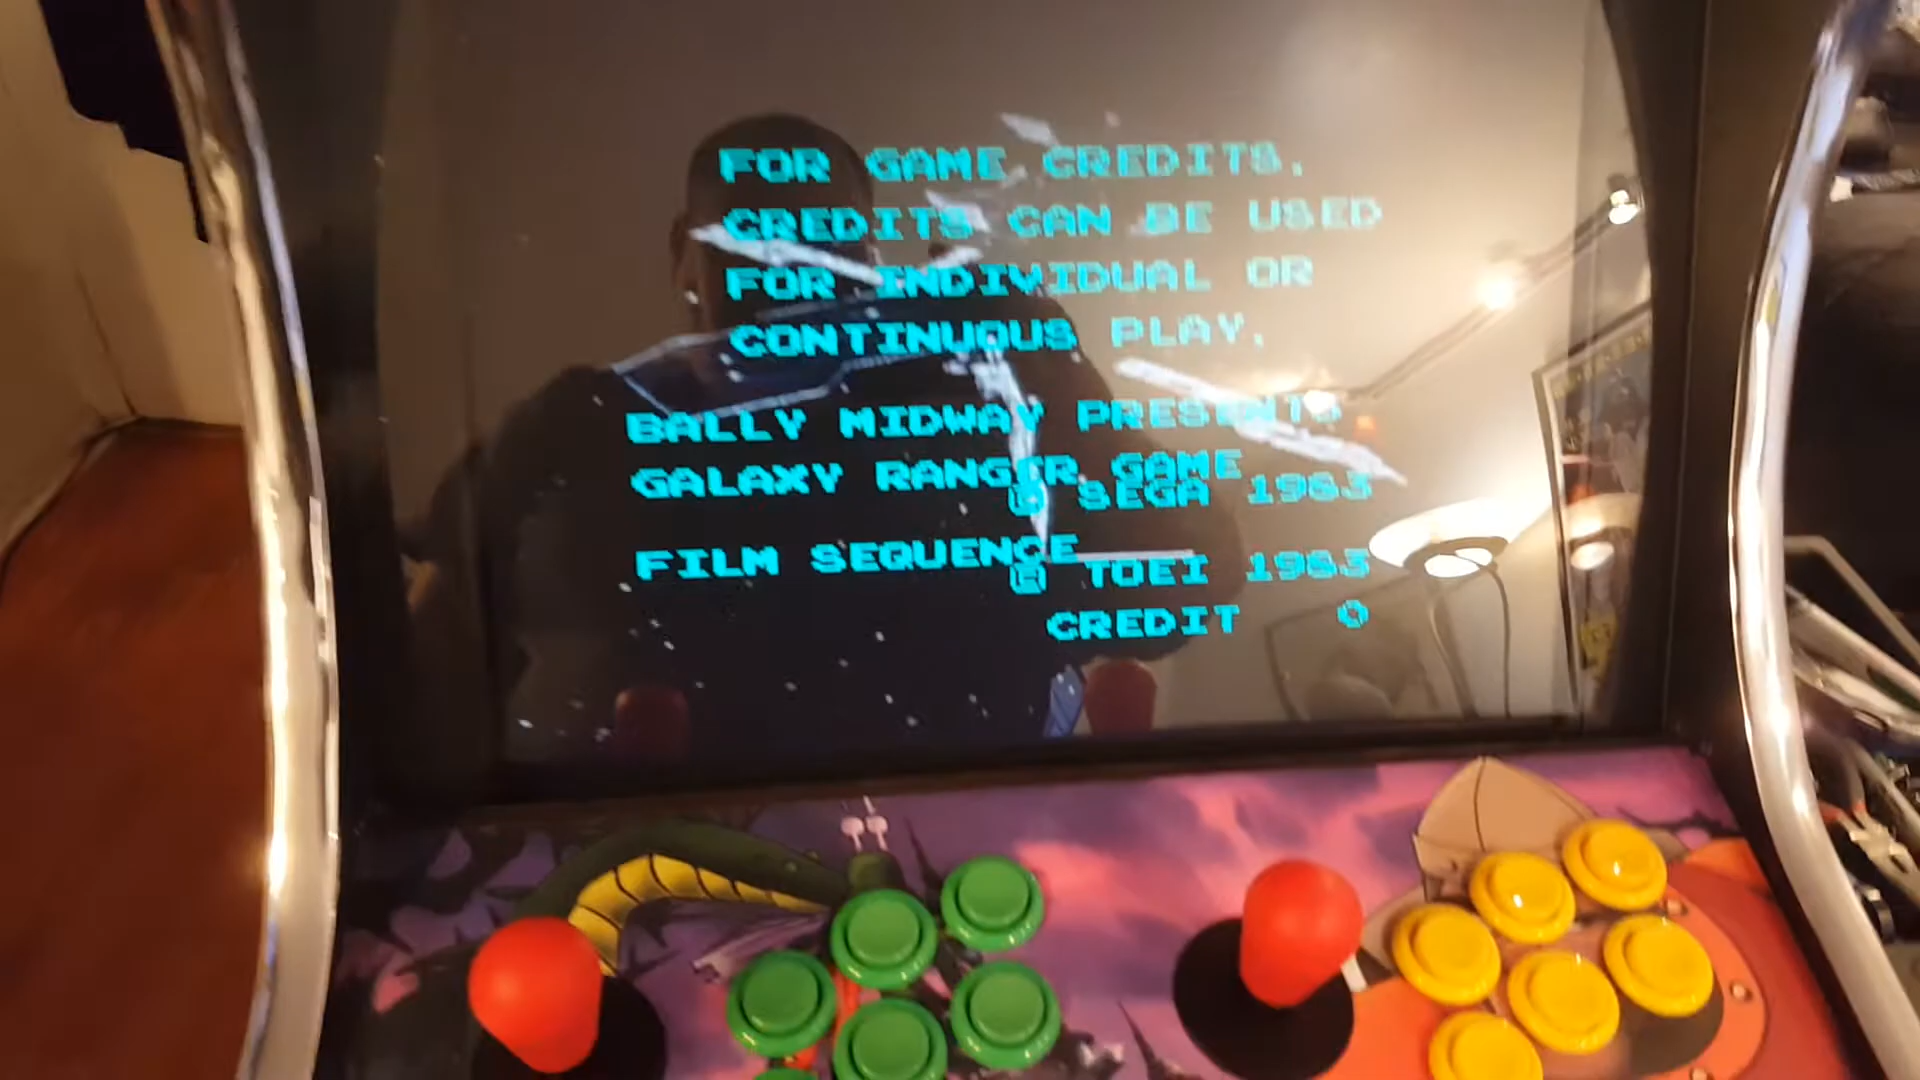 FOR GAME CREDITS.
CREDITS CAN BE USED
FOR INDIVIDUAL OR
CONTINUOUS PLAY.
BALLY MIDWAY PRESENTS
GALAXY RANGER GAME
© SEGA 1983
FILM SEQUENCE
© TOEI 1983
CREDIT 0